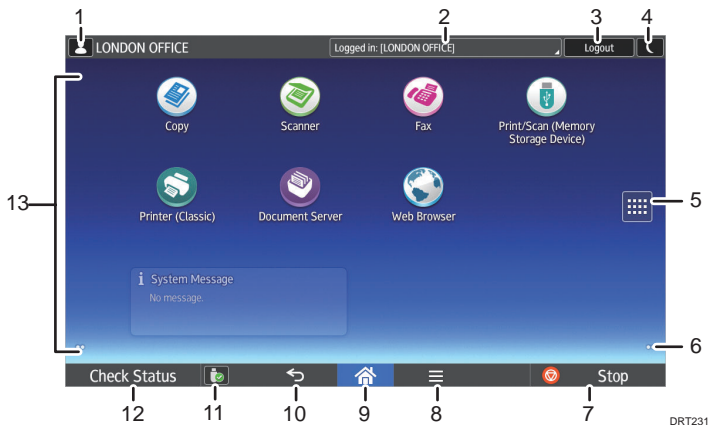 1
2
3
4
LONDON OFFICE
Logged in: [LONDON OFFICE]
Logout
Copy
Scanner
Fax
Print/Scan (Memory
Storage Device)
13
5
Printer (Classic)
Document Server
Web Browser
i System Message
No message.
6
Check Status
Stop
12
11
10
9
8
7
DRT231